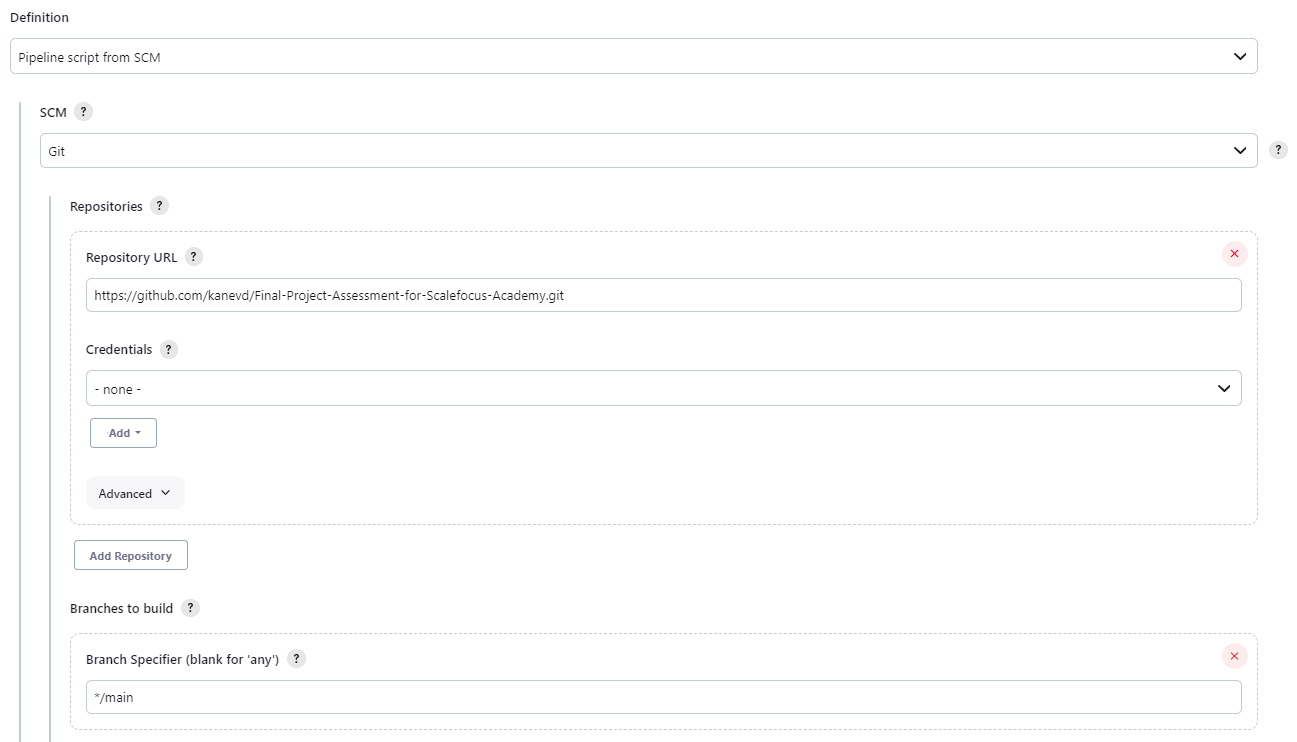 Definition
Pipeline script from SCM
SCM ?
Git
?
Repositories ?
Repository URL ?
https://github.com/kanevd/Final-Project-Assessment-for-Scalefocus-Academy.git
Credentials ?
- none -
Add
Advanced
Add Repository
Branches to build ?
Branch Specifier (blank for 'any') ?
*/main